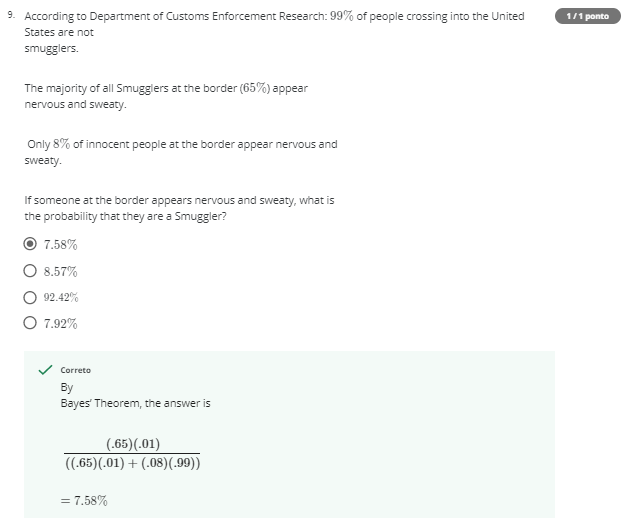 9. According to Department of Customs Enforcement Research: 99% of people crossing into the United
1 / 1 ponto
States are not
smugglers.
The majority of all Smugglers at the border (65%) appear
nervous and sweaty.
Only 8% of innocent people at the border appear nervous and
sweaty.
If someone at the border appears nervous and sweaty, what is
the probability that they are a Smuggler?
7.58%
8.57%
92.42%
7.92%
Correto
By
Bayes' Theorem, the answer is
(.65)(.01)
((.65)(.01) + (.08)(.99))
= 7.58%